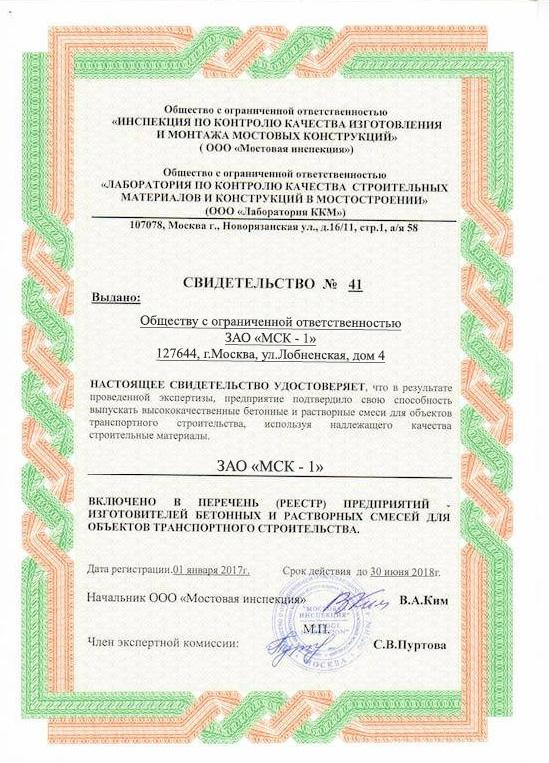 Общество с ограниченной ответственностью
«ИНСПЕКЦИЯ ПО КОНТРОЛЮ КАЧЕСТВА ИЗГОТОВЛЕНИЯ
И МОНТАЖА МОСТОВЫХ КОНСТРУКЦИЙ»
( ООО «Мостовая инспекция»)
Общество с ограниченной ответственностью
«ЛАБОРАТОРИЯ ПО КОНТРОЛЮ КАЧЕСТВА СТРОИТЕЛЬНЫХ
МАТЕРИАЛОВ И КОНСТРУКЦИЙ В МОСТОСТРОЕНИИ»
(ООО «Лаборатория ККМ»)
107078, Москва г., Новорязанская ул., д.16/11, стр.1, а/я 58
СВИДЕТЕЛЬСТВО № 41
Выдано:
Обществу с ограниченной ответственностью
ЗАО «МСК - 1»
127644, г.Москва, ул.Лобненская, дом 4
НАСТОЯЩЕЕ СВИДЕТЕЛЬСТВО УДОСТОВЕРЯЕТ, что в результате
проведенной экспертизы, предприятие подтвердило свою способность
выпускать высококачественные бетонные и растворные смеси для объектов
транспортного строительства, используя надлежащего качества
строительные материалы.
ЗАО «МСК - 1»
ВКЛЮЧЕНО В ПЕРЕЧЕНЬ (РЕЕСТР) ПРЕДПРИЯТИЙ -
ИЗГОТОВИТЕЛЕЙ БЕТОННЫХ И РАСТВОРНЫХ СМЕСЕЙ ДЛЯ
ОБЪЕКТОВ ТРАНСПОРТНОГО СТРОИТЕЛЬСТВА.
Дата регистрации.01 января 2017г. Срок действия до 30 июня 2018г.
Начальник ООО «Мостовая инспекция» В.А.Ким
"МОСТОВАЯ
ИНСПЕКЦИЯ"
М.П.
Член экспертной комиссии: С.В.Пуртова
МОСКВА